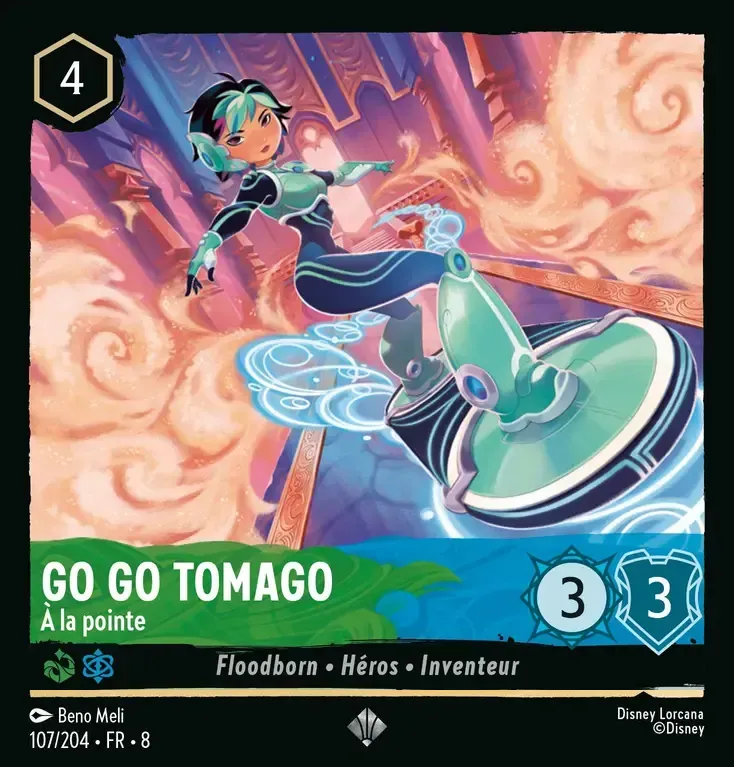 4
GO GO TOMAGO
À la pointe
3
3
Floodborn • Héros • Inventeur
Beno Meli
107/204 • FR • 8
Disney Lorcana
©Disney